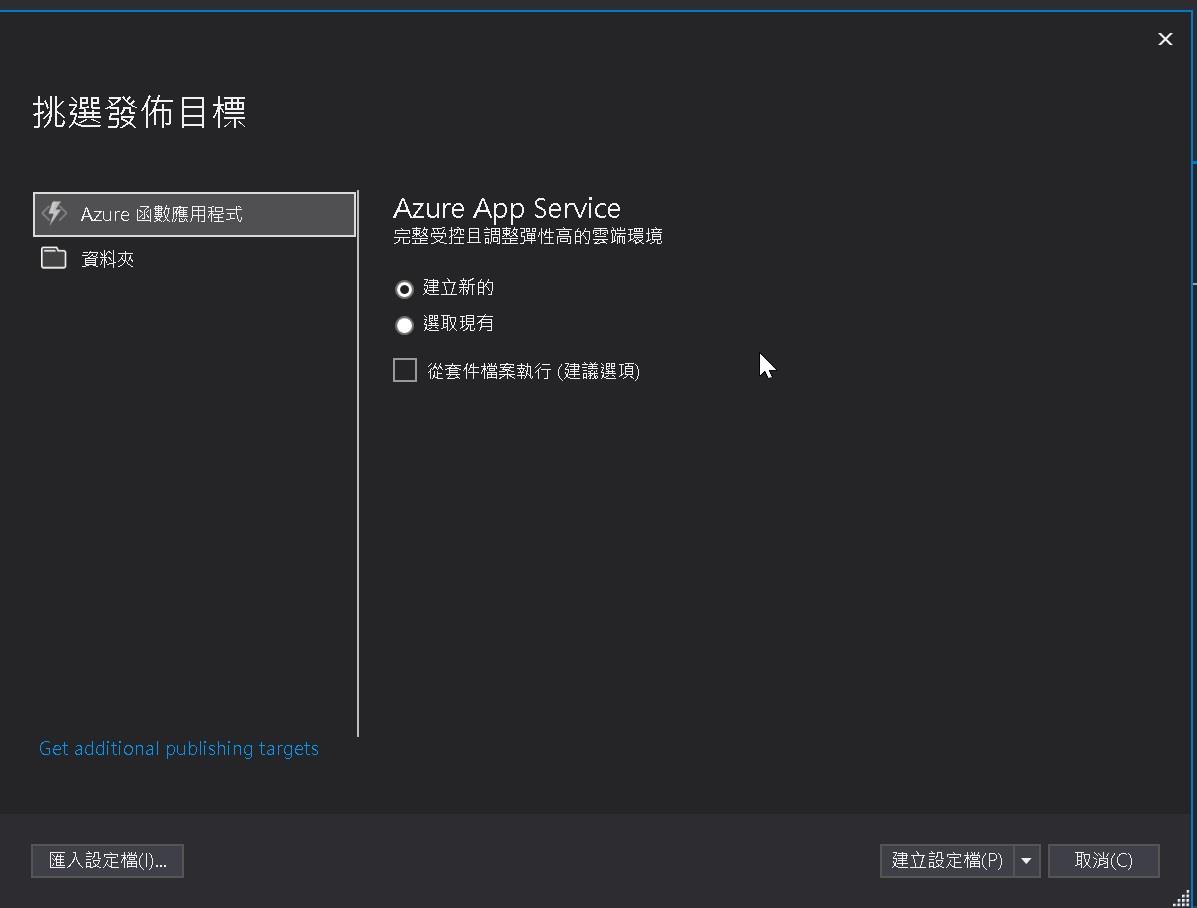 挑選發佈目標
Azure 函數應用程式
資料夾
Azure App Service
完整受控且調整彈性高的雲端環境
建立新的
選取現有
從套件檔案執行 (建議選項)
Get additional publishing targets
匯入設定檔(I)...
建立設定檔(P)
取消(C)